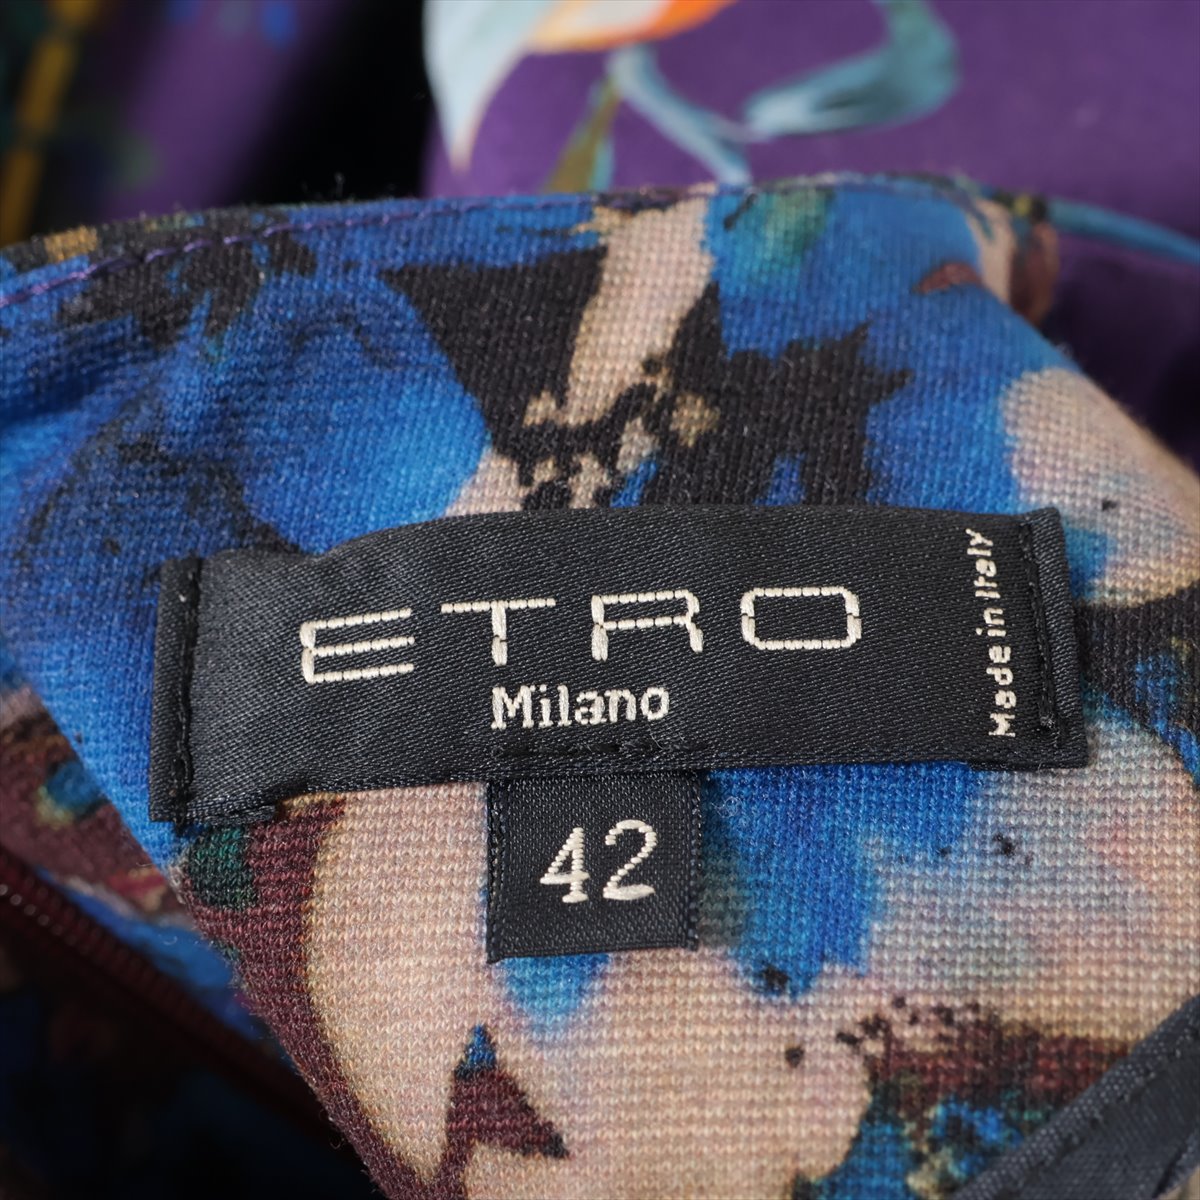 ETRO
Milano
Made in Italy
42